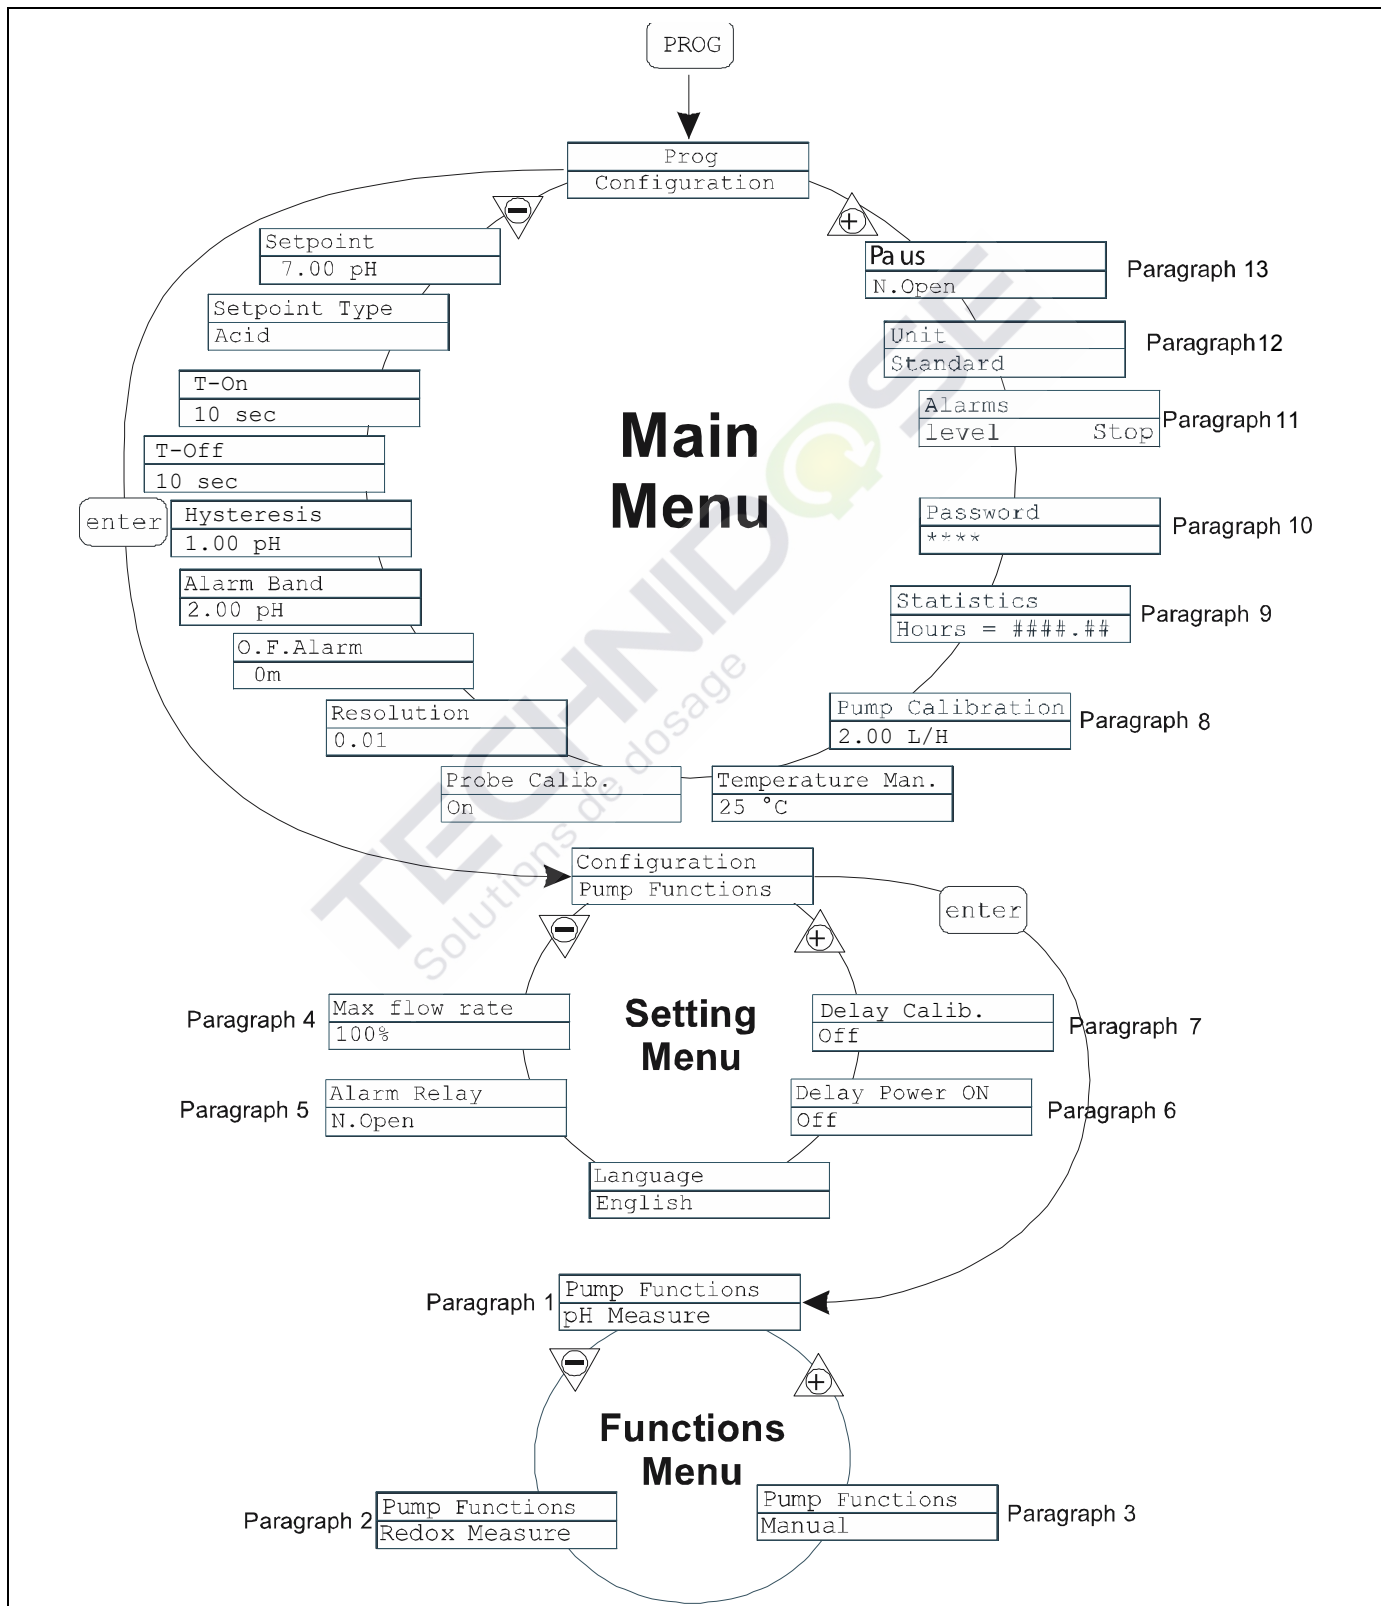 PROG
Prog
Configuration
Setpoint
7.00 pH
Setpoint Type
Acid
T-On
10 sec
T-Off
10 sec
enter
Hysteresis
1.00 pH
Alarm Band
2.00 pH
O.F.Alarm
0m
Resolution
0.01
Probe Calib.
On
Main
Menu
Paus
N.Open
Paragraph 13
Unit
Standard
Paragraph 12
Alarms
level Stop
Paragraph 11
Password
****
Paragraph 10
Statistics
Hours = ####.##
Paragraph 9
Pump Calibration
2.00 L/H
Paragraph 8
Temperature Man.
25 °C
TECHNIDOSE
Solutions de dosage
Configuration
Pump Functions
enter
Setting
Menu
Paragraph 4
Max flow rate
100%
Delay Calib.
Off
Paragraph 7
Paragraph 5
Alarm Relay
N.Open
Delay Power ON
Off
Paragraph 6
Language
English
Paragraph 1
Pump Functions
pH Measure
Functions
Menu
Paragraph 2
Pump Functions
Redox Measure
Pump Functions
Manual
Paragraph 3